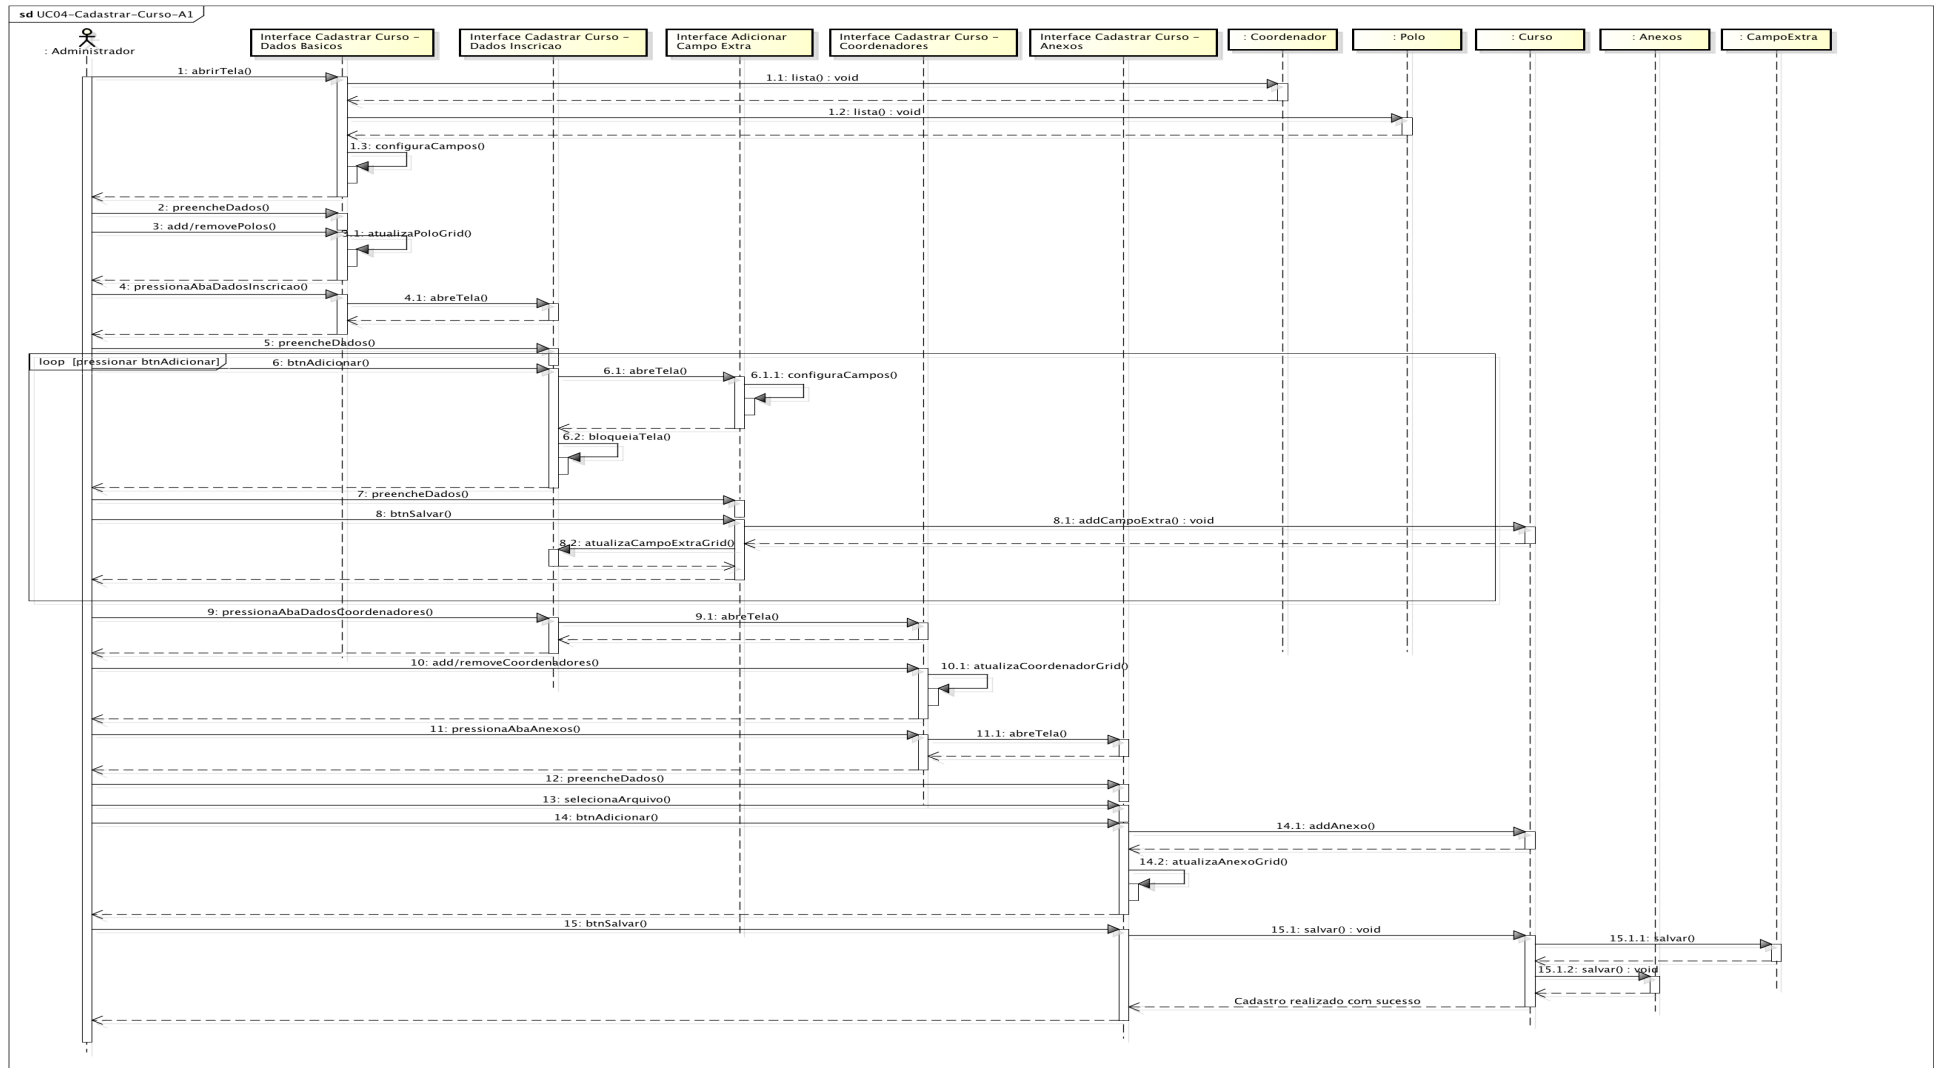 sd UC04-Cadastrar-Curso-A1
: Administrador
Interface Cadastrar Curso -
Dados Basicos
Interface Cadastrar Curso -
Dados Inscricao
Interface Adicionar
Campo Extra
Interface Cadastrar Curso -
Coordenadores
Interface Cadastrar Curso -
Anexos
: Coordenador
: Polo
: Curso
: Anexos
: CampoExtra
1: abrirTela()
1.1: lista() : void
1.2: lista() : void
1.3: configuraCampos()
2: preencheDados()
3: add/removePolos()
3.1: atualizaPoloGrid()
4: pressionaAbaDadosInscricao()
4.1: abreTela()
5: preencheDados()
loop [pressionar btnAdicionar]
6: btnAdicionar()
6.1: abreTela()
6.1.1: configuraCampos()
6.2: bloqueiaTela()
7: preencheDados()
8: btnSalvar()
8.1: addCampoExtra() : void
8.2: atualizaCampoExtraGrid()
9: pressionaAbaDadosCoordenadores()
9.1: abreTela()
10: add/removeCoordenadores()
10.1: atualizaCoordenadorGrid()
11: pressionaAbaAnexos()
11.1: abreTela()
12: preencheDados()
13: selecionaArquivo()
14: btnAdicionar()
14.1: addAnexo()
14.2: atualizaAnexoGrid()
15: btnSalvar()
15.1: salvar() : void
15.1.1: salvar()
15.1.2: salvar() : void
Cadastro realizado com sucesso